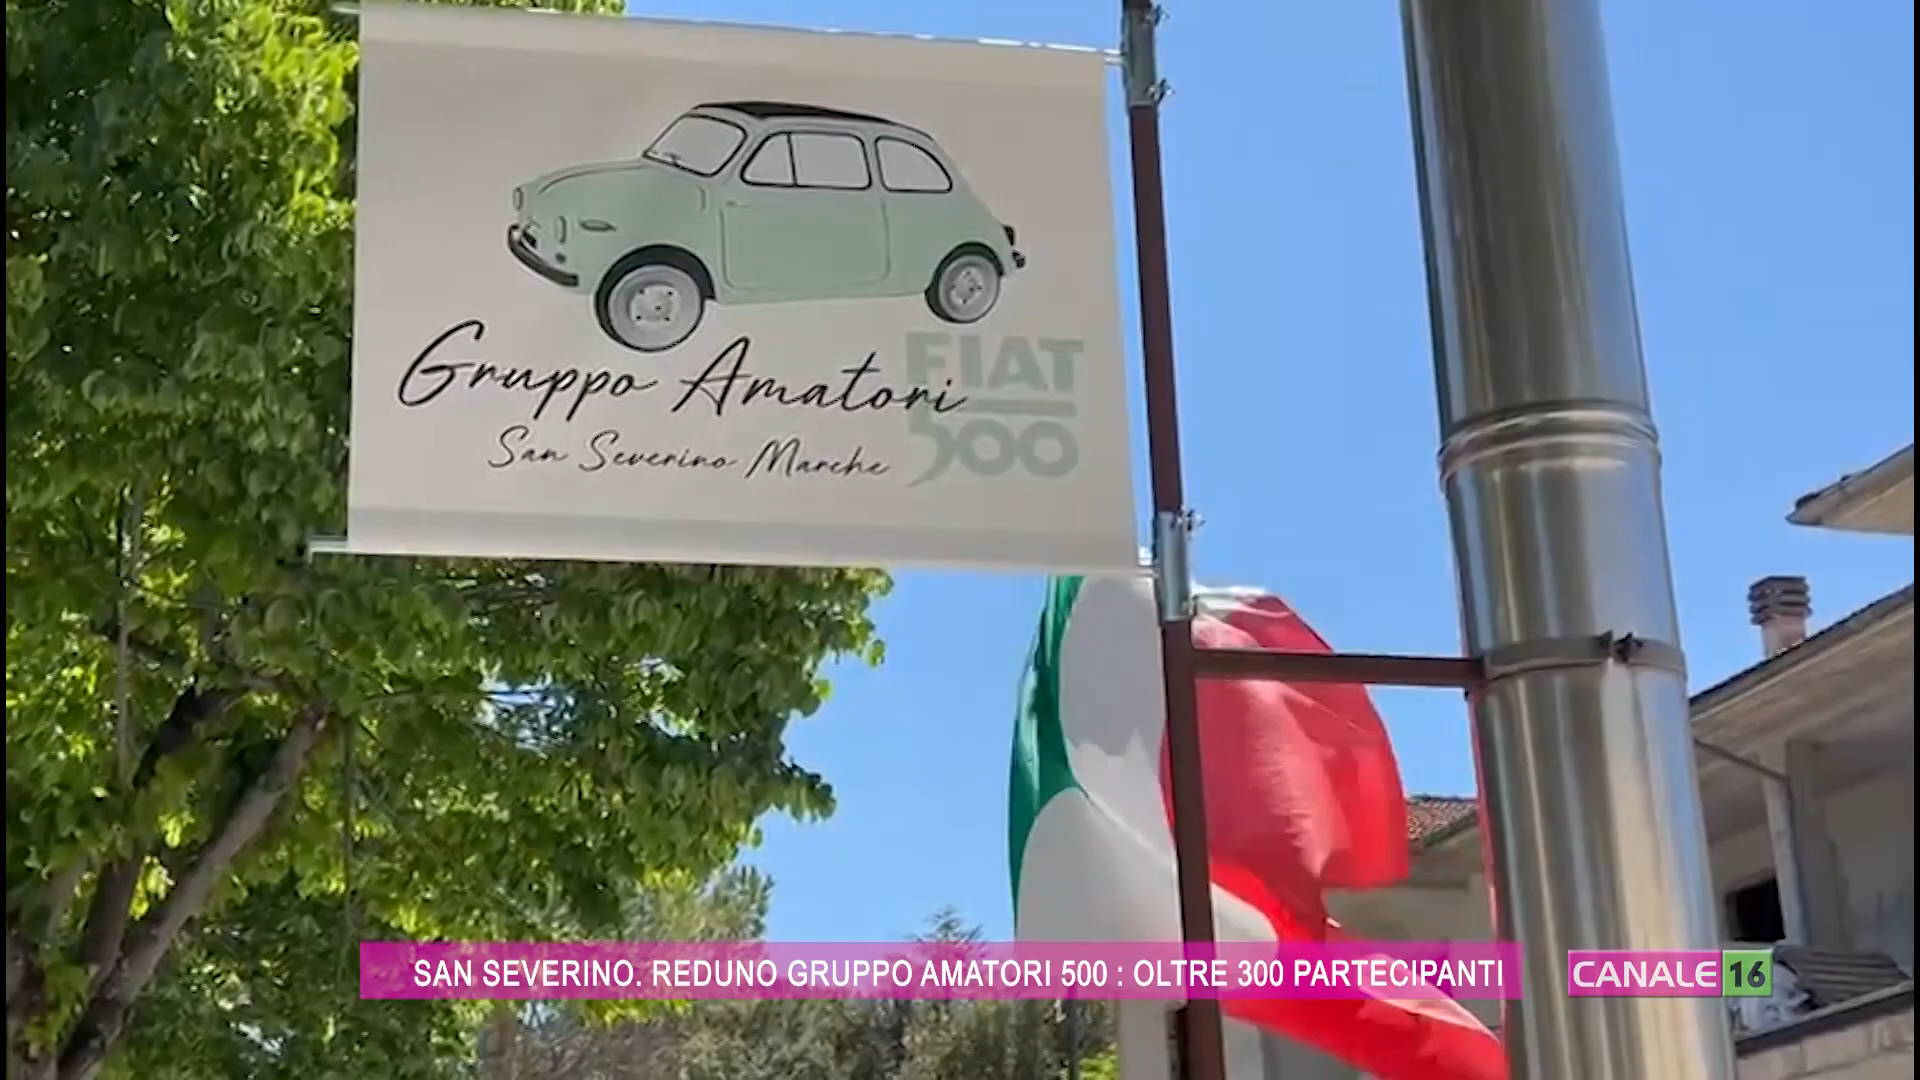 Gruppo Amatori
San Severino Marche
FIAT
500
SAN SEVERINO. REDUNO GRUPPO AMATORI 500 : OLTRE 300 PARTECIPANTI
CANALE 16